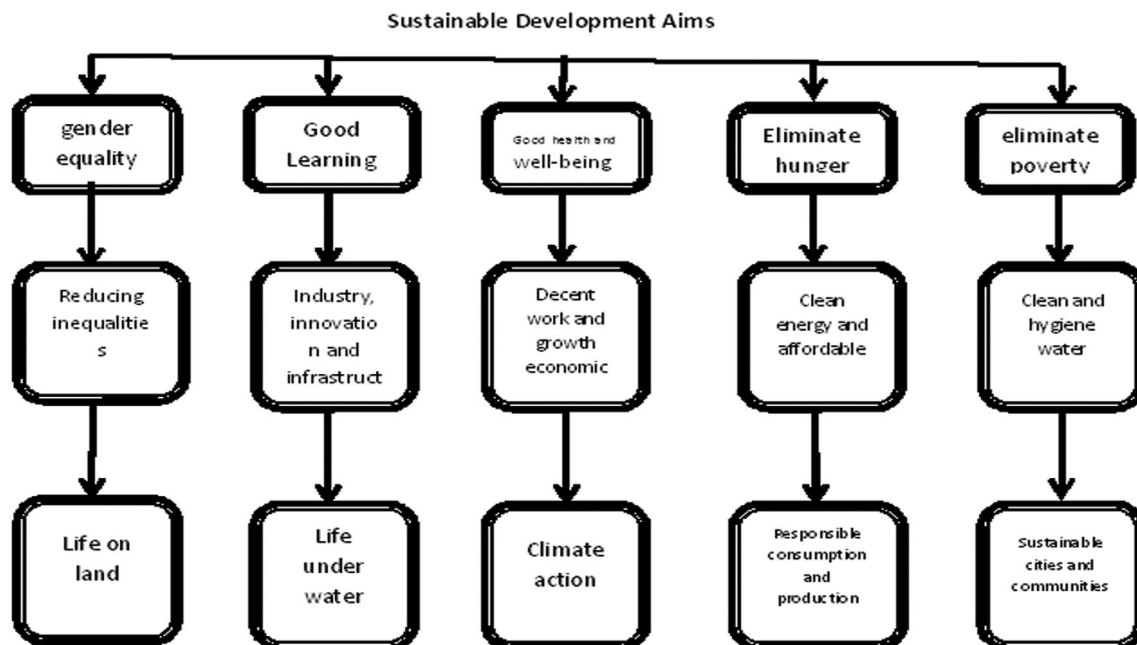 Sustainable Development Aims
gender
equality
Good
Learning
Good health and
well-being
Eliminate
hunger
eliminate
poverty
Reducing
inequalitie
s
Industry,
innovatio
n and
infrastruct
Decent
work and
growth
economic
Clean
energy and
affordable
Clean and
hygiene
water
Life on
land
Life
under
water
Climate
action
Responsible
consumption
and
production
Sustainable
cities and
communities